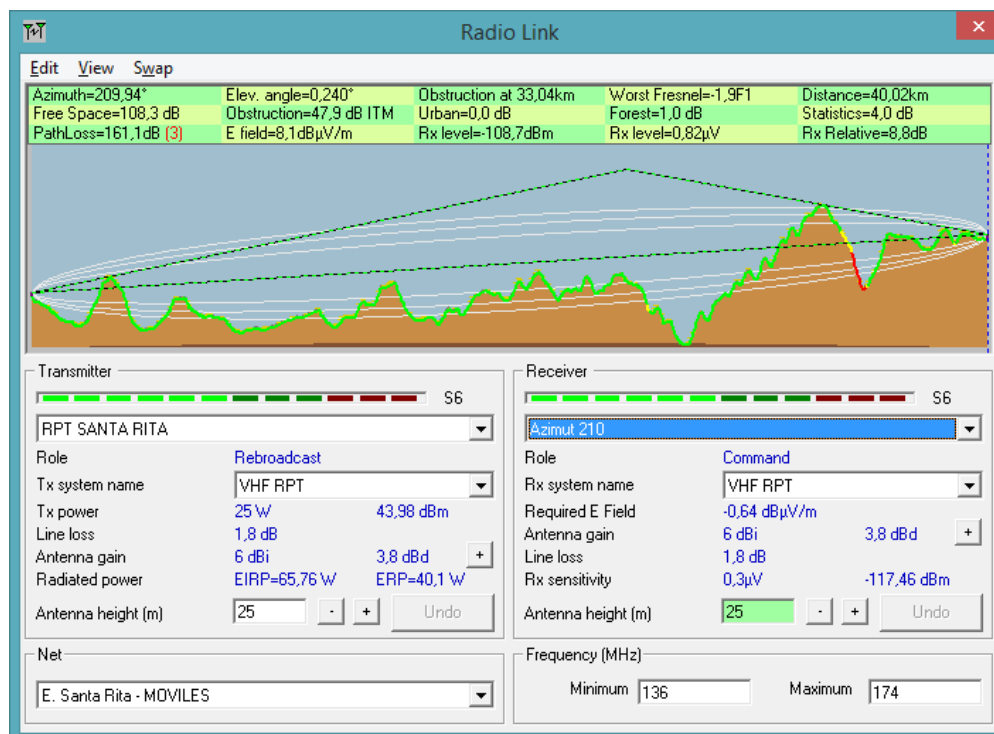 Radio Link
Edit View Swap
Azimuth=209,94° Elev. angle=0,240° Obstruction at 33,04km Worst Fresnel=-1,9F1 Distance=40,02km
Free Space=108,3 dB Obstruction=47,9 dB ITM Urban=0,0 dB Forest=1,0 dB Statistics=4,0 dB
PathLoss=161,1dB (3) E field=8,1dBµV/m Rx level=-108,7dBm Rx level=0,82µV Rx Relative=8,8dB
Transmitter
S6
RPT SANTA RITA
Role Rebroadcast
Tx system name VHF RPT
Tx power 25 W 43,98 dBm
Line loss 1,8 dB
Antenna gain 6 dBi 3,8 dBd +
Radiated power EIRP=65,76 W ERP=40,1 W
Antenna height (m) 25 - + Undo
Receiver
S6
Azimut 210
Role Command
Rx system name VHF RPT
Required E Field -0,64 dBµV/m
Antenna gain 6 dBi 3,8 dBd +
Line loss 1,8 dB
Rx sensitivity 0,3µV -117,46 dBm
Antenna height (m) 25 - + Undo
Net
E. Santa Rita - MOVILES
Frequency (MHz)
Minimum 136 Maximum 174